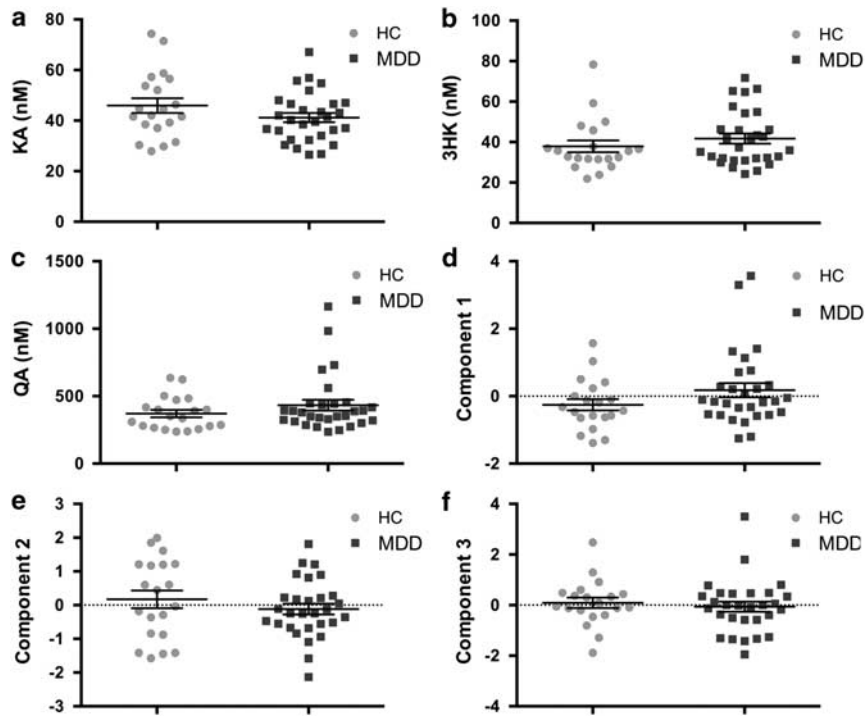 a
80
60
40
20
0
KA (nM)
HC
MDD
b
100
80
60
40
20
0
3HK (nM)
HC
MDD
c
1500
1000
500
0
QA (nM)
HC
MDD
d
4
2
0
-2
Component 1
HC
MDD
e
3
2
1
0
-1
-2
-3
Component 2
HC
MDD
f
4
2
0
-2
-4
Component 3
HC
MDD